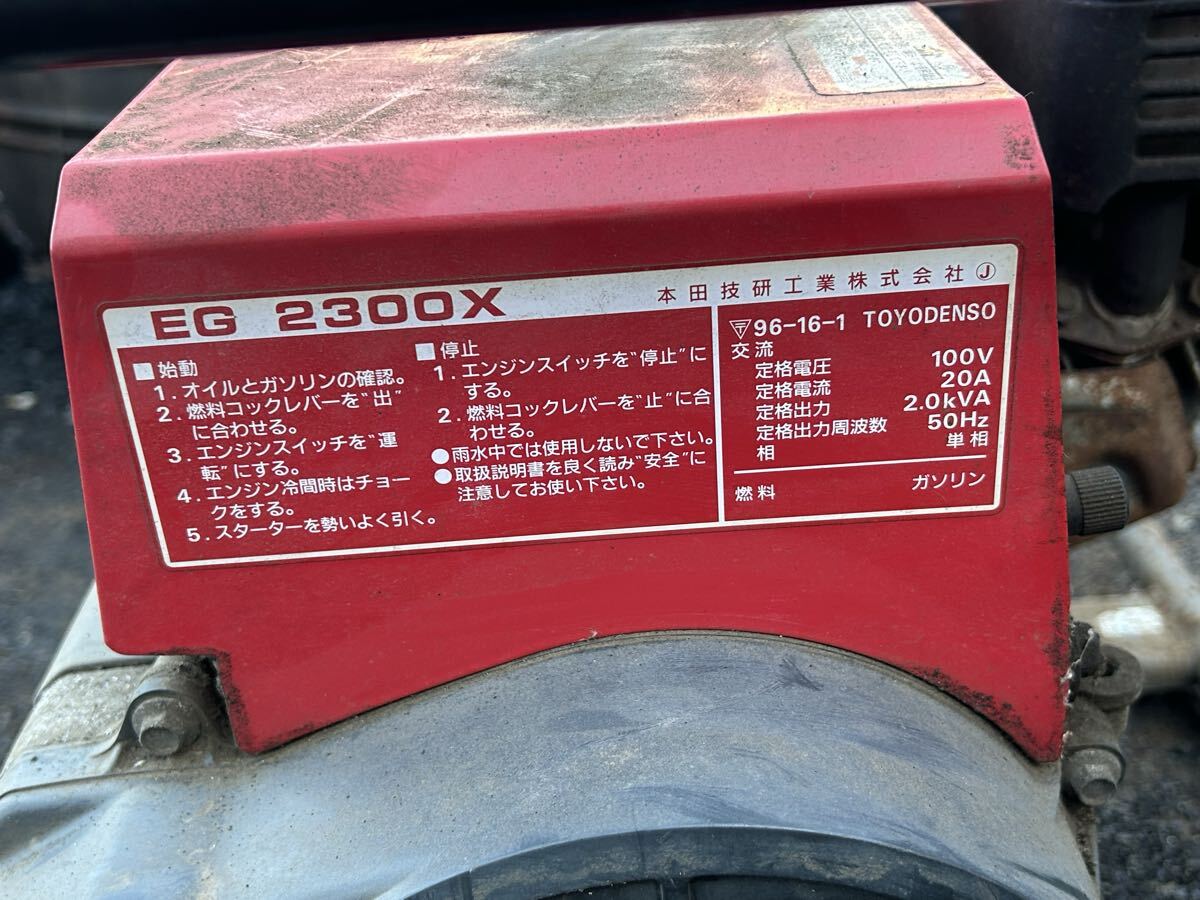 EG 2300X
本田技研工業株式会社 Ⓙ
■始動
1.オイルとガソリンの確認。
2.燃料コックレバーを“出”
に合わせる。
3.エンジンスイッチを“運
転”にする。
4.エンジン冷間時はチョー
クをする。
5.スターターを勢いよく引く。
■停止
1.エンジンスイッチを“停止”に
する。
2.燃料コックレバーを“止”に合
わせる。
●雨水中では使用しないで下さい。
●取扱説明書を良く読み“安全”に
注意してお使い下さい。
96-16-1 TOYODENSO
交流
定格電圧 100V
定格電流 20A
定格出力 2.0kVA
定格出力周波数 50Hz
相 単相
燃料 ガソリン